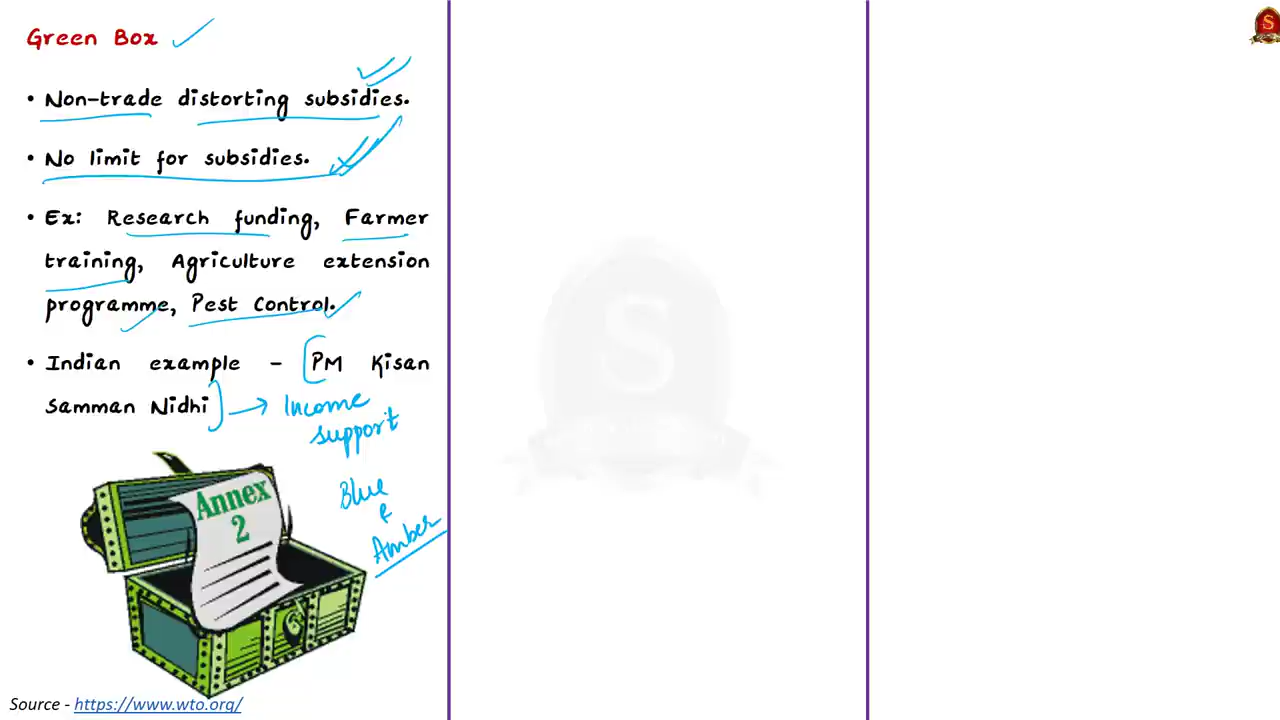 Green Box
• Non-trade distorting subsidies.
• No limit for subsidies.
• Ex: Research funding, Farmer
training, Agriculture extension
programme, Pest Control.
• Indian example - [PM Kisan
Samman Nidhi] → Income
support
Blue
&
Amber
Annex
2
Source - https://www.wto.org/
S
S